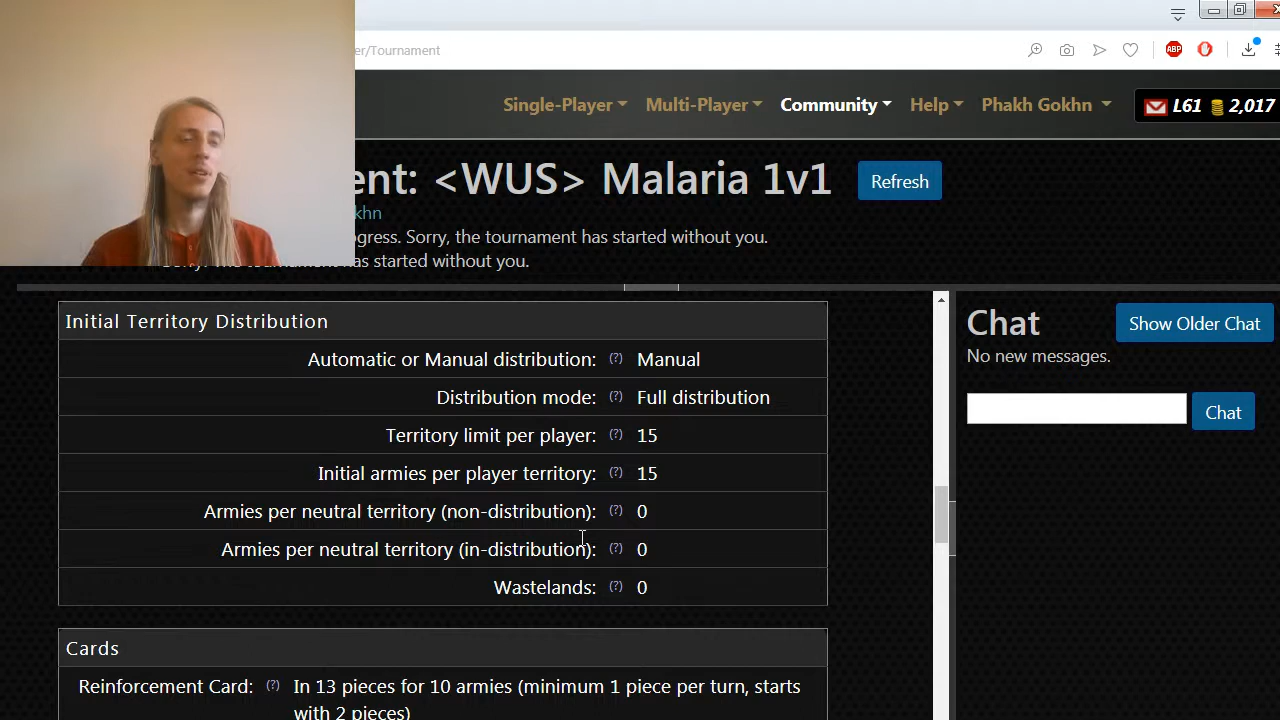 er/Tournament
ABP
Single-Player Multi-Player Community Help Phakh Gokhn L61 2,017
ent: <WUS> Malaria 1v1 Refresh
khn
gress. Sorry, the tournament has started without you.
has started without you.
Initial Territory Distribution
Automatic or Manual distribution: (?) Manual
Distribution mode: (?) Full distribution
Territory limit per player: (?) 15
Initial armies per player territory: (?) 15
Armies per neutral territory (non-distribution): (?) 0
Armies per neutral territory (in-distribution): (?) 0
Wastelands: (?) 0
Cards
Reinforcement Card: (?) In 13 pieces for 10 armies (minimum 1 piece per turn, starts
with 2 pieces)
Chat Show Older Chat
No new messages.
Chat